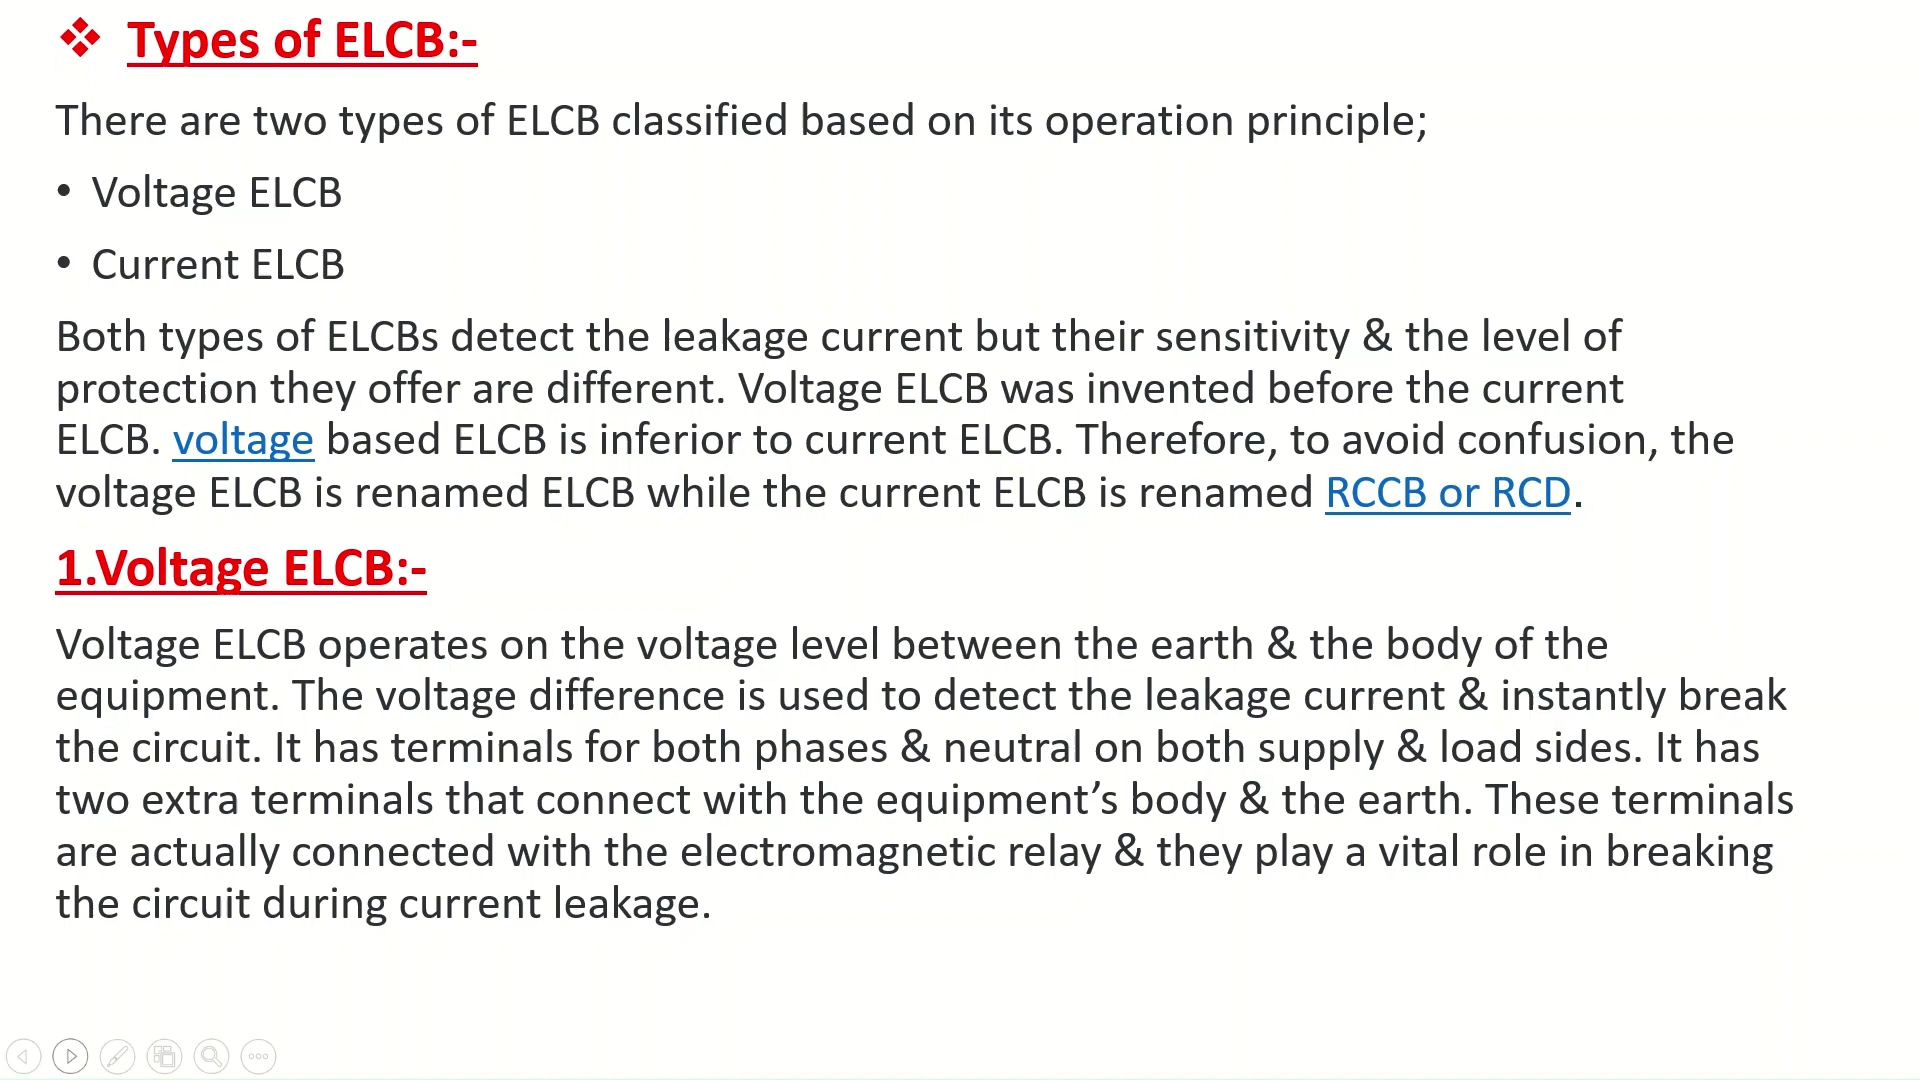 ❖ Types of ELCB:-
There are two types of ELCB classified based on its operation principle;
• Voltage ELCB
• Current ELCB
Both types of ELCBs detect the leakage current but their sensitivity & the level of
protection they offer are different. Voltage ELCB was invented before the current
ELCB. voltage based ELCB is inferior to current ELCB. Therefore, to avoid confusion, the
voltage ELCB is renamed ELCB while the current ELCB is renamed RCCB or RCD.
1.Voltage ELCB:-
Voltage ELCB operates on the voltage level between the earth & the body of the
equipment. The voltage difference is used to detect the leakage current & instantly break
the circuit. It has terminals for both phases & neutral on both supply & load sides. It has
two extra terminals that connect with the equipment’s body & the earth. These terminals
are actually connected with the electromagnetic relay & they play a vital role in breaking
the circuit during current leakage.